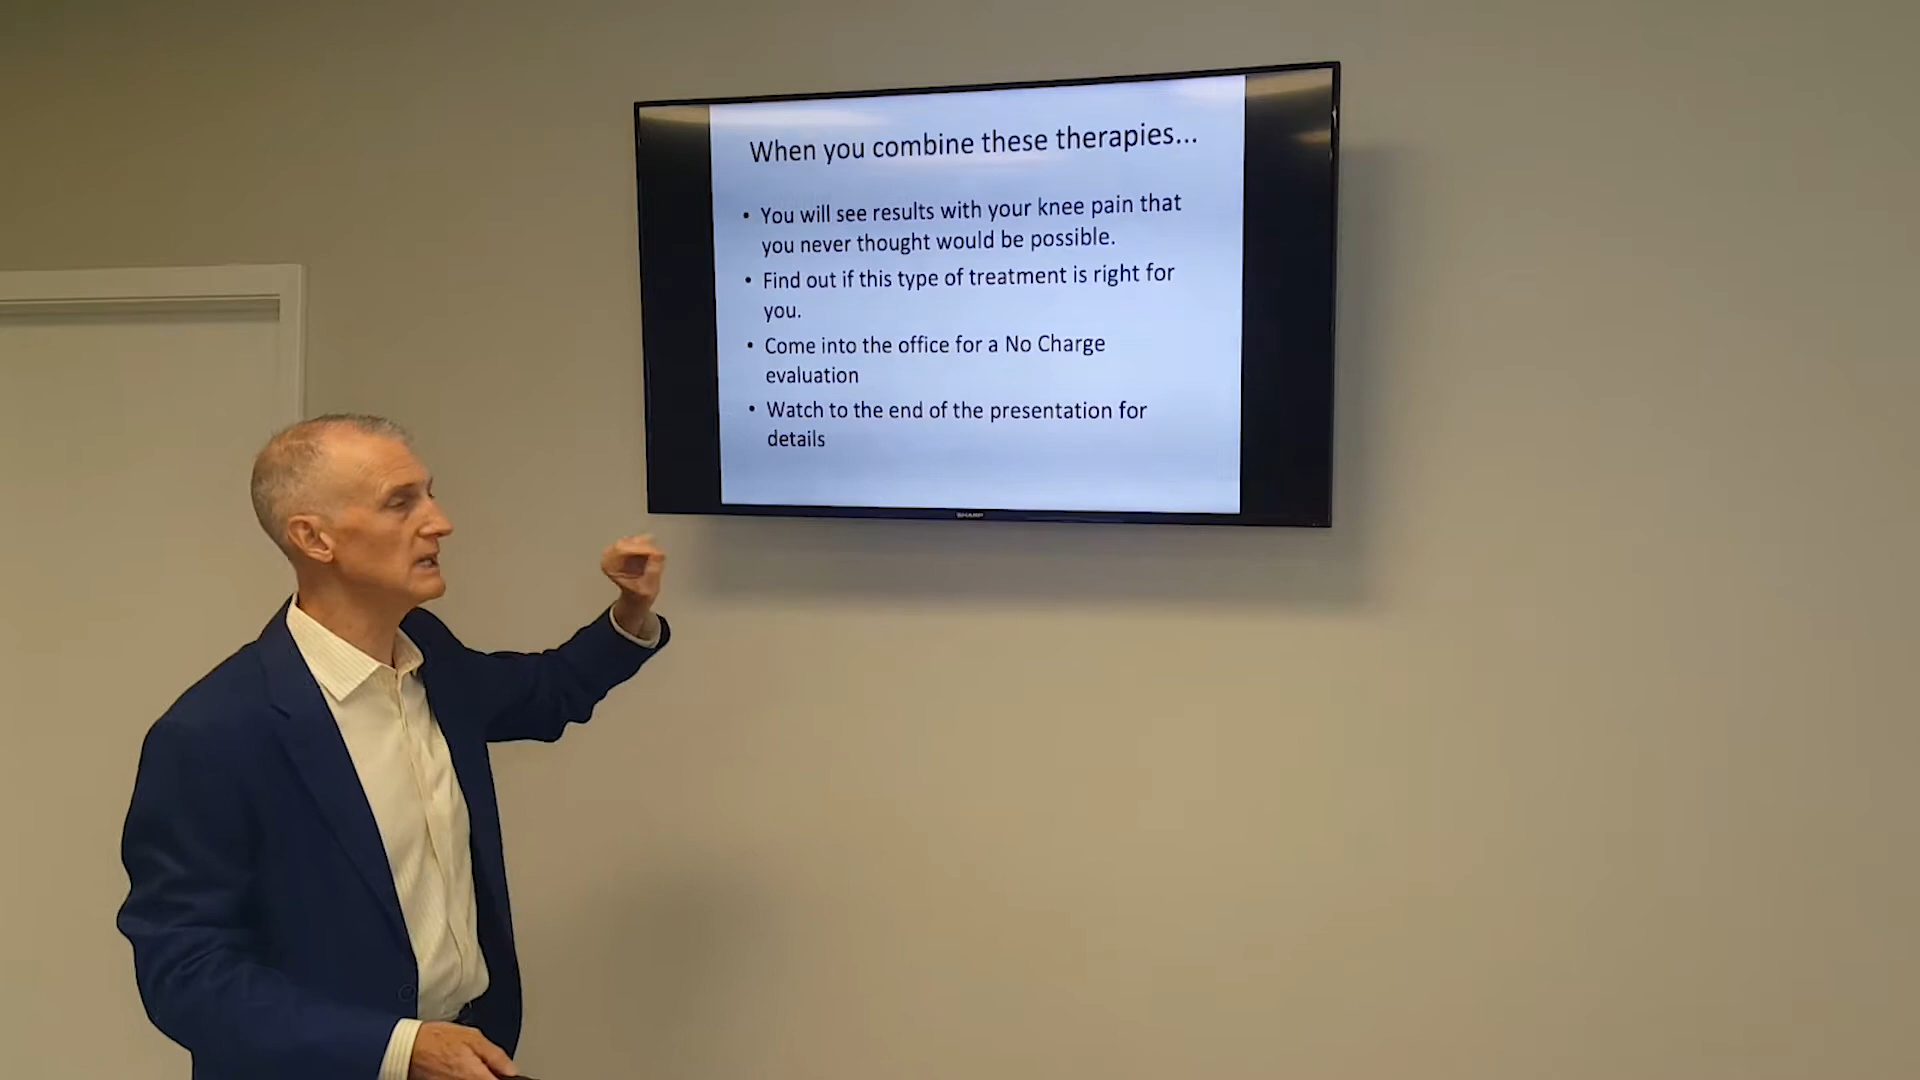 When you combine these therapies...
• You will see results with your knee pain that
you never thought would be possible.
• Find out if this type of treatment is right for
you.
• Come into the office for a No Charge
evaluation
• Watch to the end of the presentation for
details
SHARP